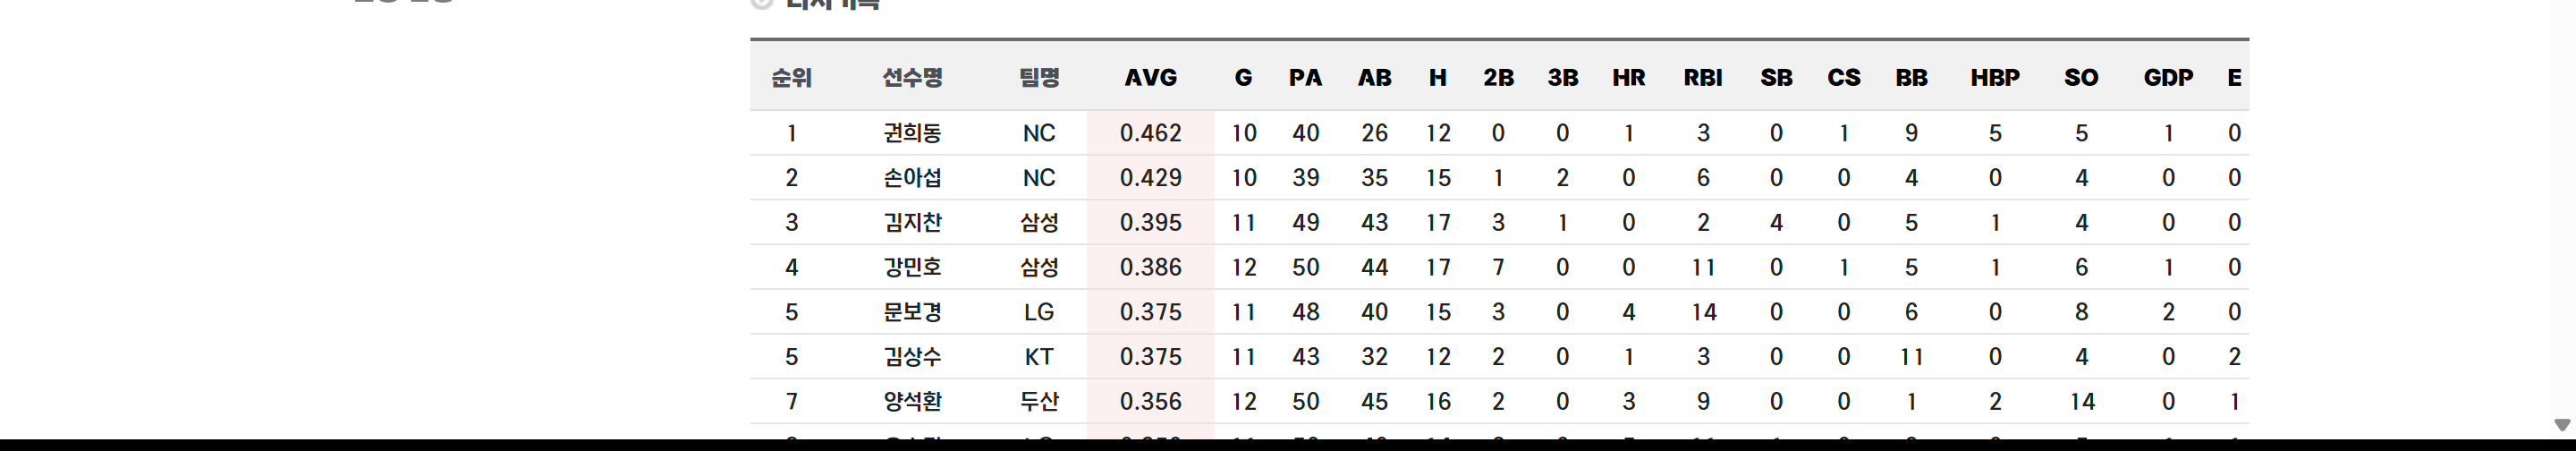 순위 선수명 팀명 AVG G PA AB H 2B 3B HR RBI SB CS BB HBP SO GDP E
1 권희동 NC 0.462 10 40 26 12 0 0 1 3 0 1 9 5 5 1 0
2 손아섭 NC 0.429 10 39 35 15 1 2 0 6 0 0 4 0 4 0 0
3 김지찬 삼성 0.395 11 49 43 17 3 1 0 2 4 0 5 1 4 0 0
4 강민호 삼성 0.386 12 50 44 17 7 0 0 11 0 1 5 1 6 1 0
5 문보경 LG 0.375 11 48 40 15 3 0 4 14 0 0 6 0 8 2 0
5 김상수 KT 0.375 11 43 32 12 2 0 1 3 0 0 11 0 4 0 2
7 양석환 두산 0.356 12 50 45 16 2 0 3 9 0 0 1 2 14 0 1